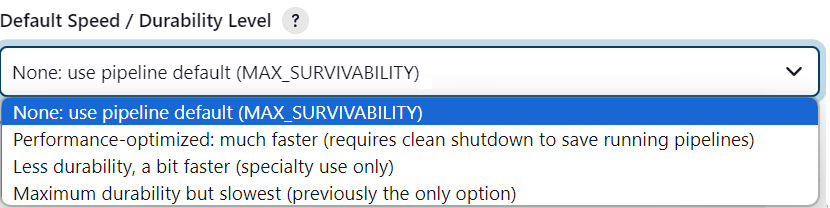 Default Speed / Durability Level ?
None: use pipeline default (MAX_SURVIVABILITY)
None: use pipeline default (MAX_SURVIVABILITY)
Performance-optimized: much faster (requires clean shutdown to save running pipelines)
Less durability, a bit faster (specialty use only)
Maximum durability but slowest (previously the only option)